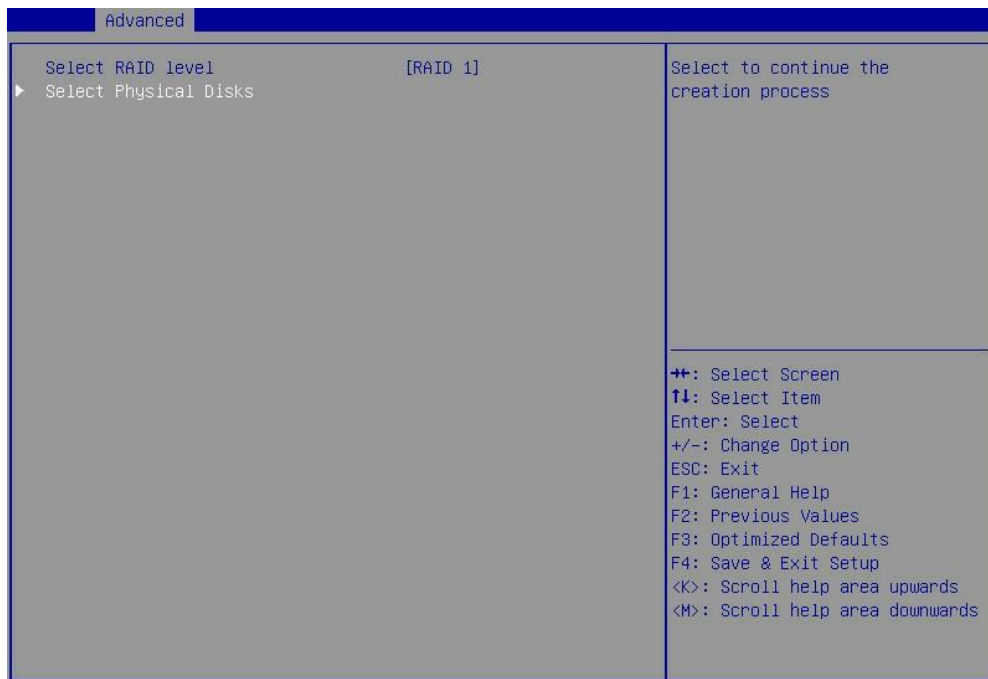 Advanced
Select RAID level [RAID 1]
Select Physical Disks
Select to continue the
creation process
→←: Select Screen
↑↓: Select Item
Enter: Select
+/-: Change Option
ESC: Exit
F1: General Help
F2: Previous Values
F3: Optimized Defaults
F4: Save & Exit Setup
<K>: Scroll help area upwards
<M>: Scroll help area downwards